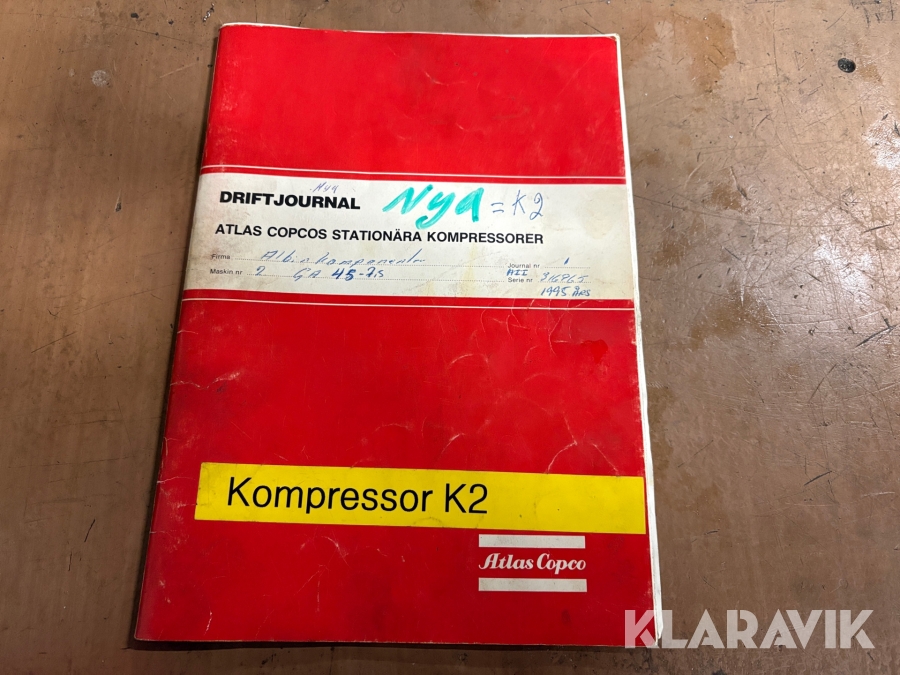 Nya
DRIFTJOURNAL Nya = K2
ATLAS COPCOS STATIONÄRA KOMPRESSORER
Firma Albinkomponenter Journal nr 1
Maskin nr 2 GA 45-7,5 AII Serie nr
1995 ÅRS
Kompressor K2
Atlas Copco
KLARAVIK